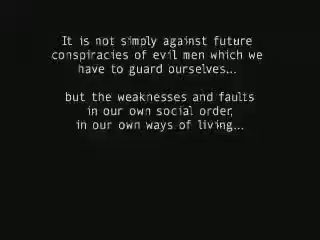 It is not simply against future
conspiracies of evil men which we
have to guard ourselves...
but the weaknesses and faults
in our own social order,
in our own ways of living...